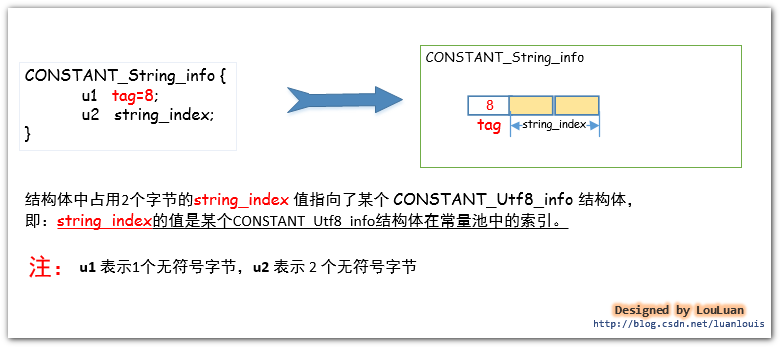 CONSTANT_String_info {
u1 tag=8;
u2 string_index;
}
CONSTANT_String_info
8
tag
string_index
结构体中占用2个字节的string_index 值指向了某个 CONSTANT_Utf8_info 结构体，
即：string_index的值是某个CONSTANT_Utf8_info结构体在常量池中的索引。
注： u1 表示1个无符号字节，u2 表示 2 个无符号字节
Designed by LouLuan
http://blog.csdn.net/luanlouis